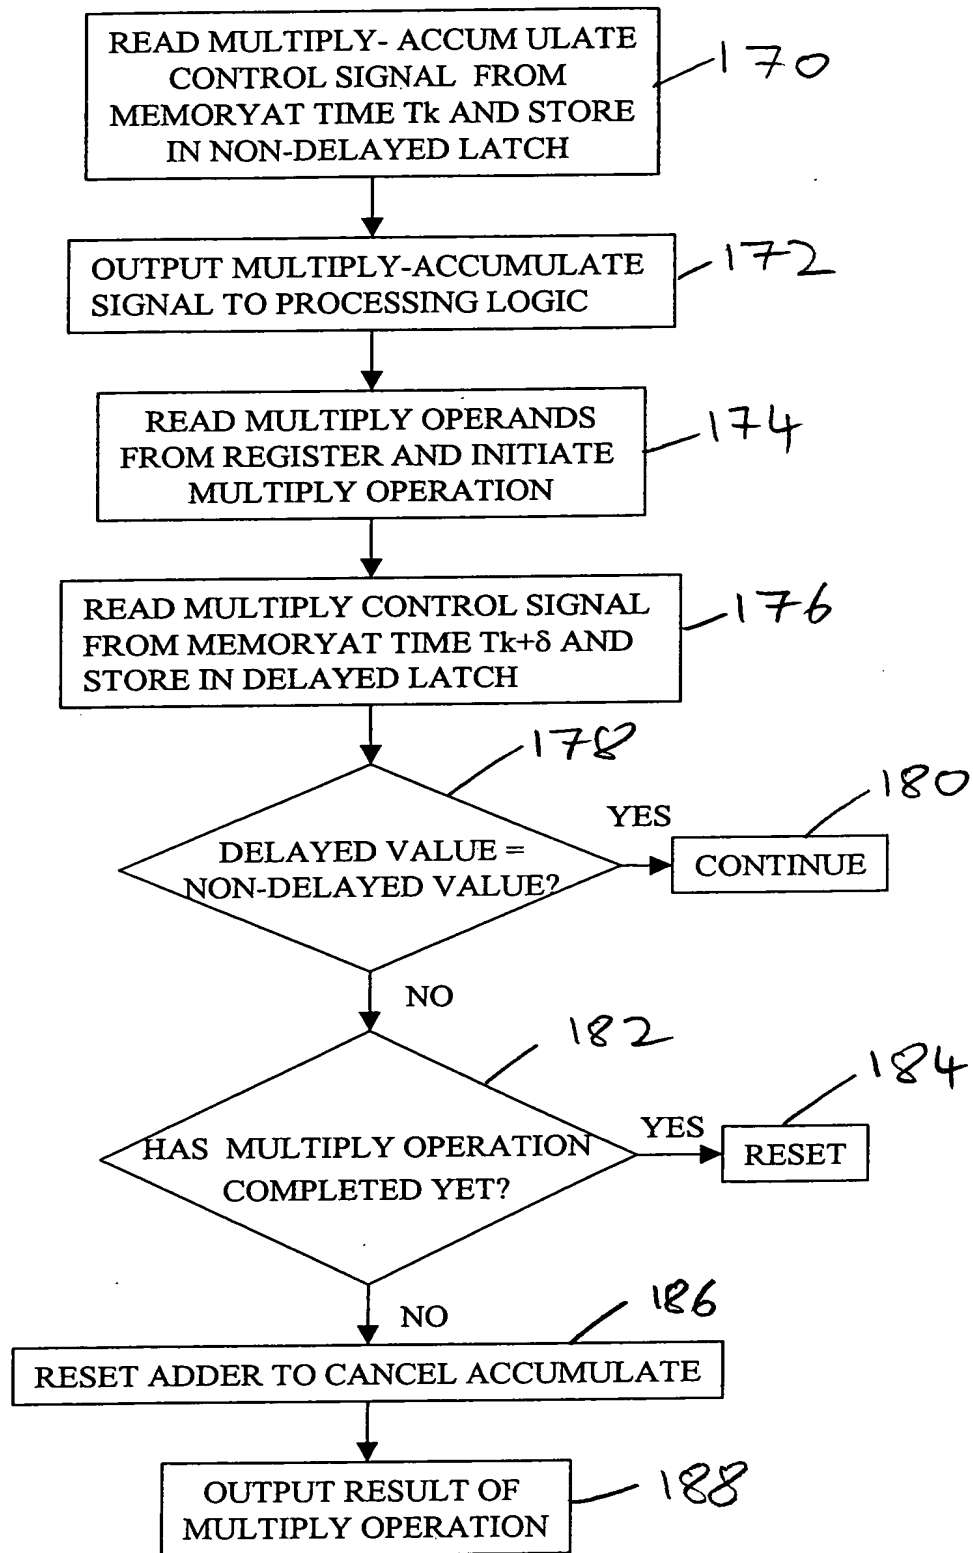 READ MULTIPLY- ACCUM ULATE
CONTROL SIGNAL FROM
MEMORYAT TIME Tk AND STORE
IN NON-DELAYED LATCH
170
OUTPUT MULTIPLY-ACCUMULATE
SIGNAL TO PROCESSING LOGIC
172
READ MULTIPLY OPERANDS
FROM REGISTER AND INITIATE
MULTIPLY OPERATION
174
READ MULTIPLY CONTROL SIGNAL
FROM MEMORYAT TIME Tk+δ AND
STORE IN DELAYED LATCH
176
178
DELAYED VALUE =
NON-DELAYED VALUE?
YES
180
CONTINUE
NO
182
HAS MULTIPLY OPERATION
COMPLETED YET?
YES
184
RESET
NO
186
RESET ADDER TO CANCEL ACCUMULATE
OUTPUT RESULT OF
MULTIPLY OPERATION
188